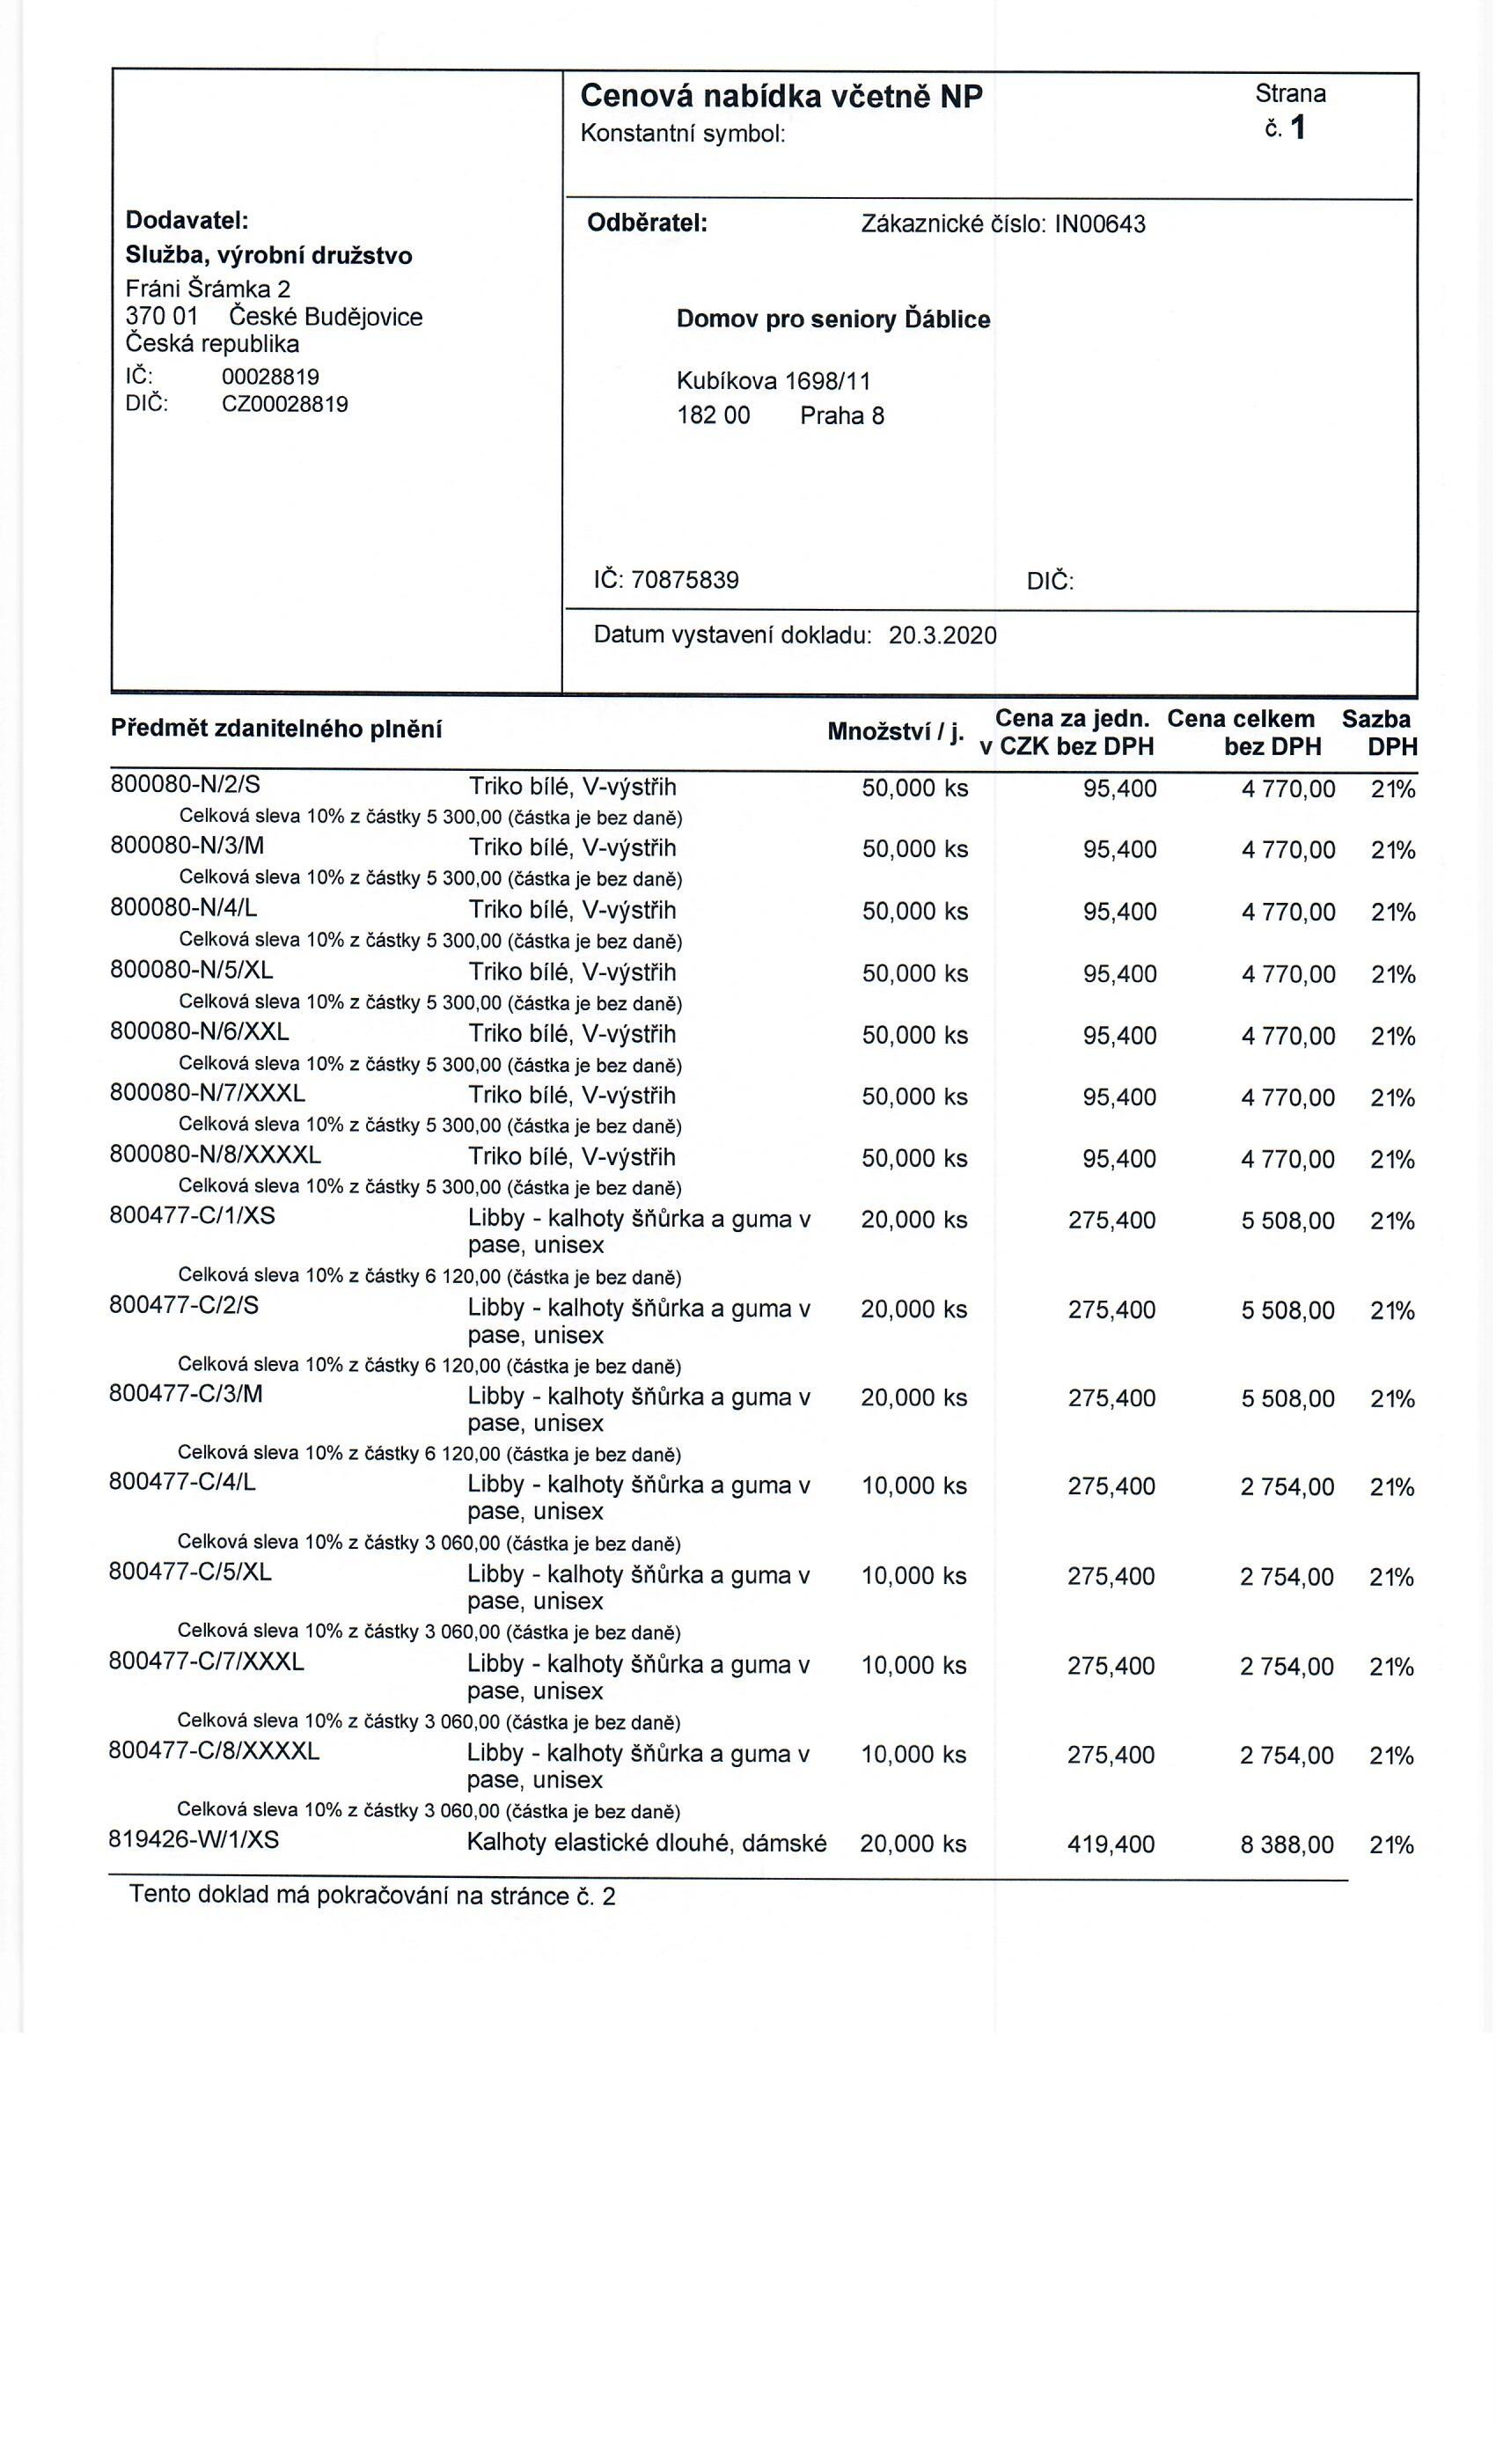 Cenová nabídka včetně NP
Strana
Konstantní symbol:
č. 1
Dodavatel:
Služba, výrobní družstvo
Fráni Šrámka 2
370 01 České Budějovice
Česká republika
IČ: 00028819
DIČ: CZ00028819
Odběratel: Zákaznické číslo: IN00643
Domov pro seniory Ďáblice
Kubíkova 1698/11
182 00 Praha 8
IČ: 70875839 DIČ:
Datum vystavení dokladu: 20.3.2020
Předmět zdanitelného plnění Množství / j. Cena za jedn. Cena celkem Sazba
v CZK bez DPH bez DPH DPH
800080-N/2/S Triko bílé, V-výstřih 50,000 ks 95,400 4 770,00 21%
Celková sleva 10% z částky 5 300,00 (částka je bez daně)
800080-N/3/M Triko bílé, V-výstřih 50,000 ks 95,400 4 770,00 21%
Celková sleva 10% z částky 5 300,00 (částka je bez daně)
800080-N/4/L Triko bílé, V-výstřih 50,000 ks 95,400 4 770,00 21%
Celková sleva 10% z částky 5 300,00 (částka je bez daně)
800080-N/5/XL Triko bílé, V-výstřih 50,000 ks 95,400 4 770,00 21%
Celková sleva 10% z částky 5 300,00 (částka je bez daně)
800080-N/6/XXL Triko bílé, V-výstřih 50,000 ks 95,400 4 770,00 21%
Celková sleva 10% z částky 5 300,00 (částka je bez daně)
800080-N/7/XXXL Triko bílé, V-výstřih 50,000 ks 95,400 4 770,00 21%
Celková sleva 10% z částky 5 300,00 (částka je bez daně)
800080-N/8/XXXXL Triko bílé, V-výstřih 50,000 ks 95,400 4 770,00 21%
Celková sleva 10% z částky 5 300,00 (částka je bez daně)
800477-C/1/XS Libby - kalhoty šňůrka a guma v 20,000 ks 275,400 5 508,00 21%
pase, unisex
Celková sleva 10% z částky 6 120,00 (částka je bez daně)
800477-C/2/S Libby - kalhoty šňůrka a guma v 20,000 ks 275,400 5 508,00 21%
pase, unisex
Celková sleva 10% z částky 6 120,00 (částka je bez daně)
800477-C/3/M Libby - kalhoty šňůrka a guma v 20,000 ks 275,400 5 508,00 21%
pase, unisex
Celková sleva 10% z částky 6 120,00 (částka je bez daně)
800477-C/4/L Libby - kalhoty šňůrka a guma v 10,000 ks 275,400 2 754,00 21%
pase, unisex
Celková sleva 10% z částky 3 060,00 (částka je bez daně)
800477-C/5/XL Libby - kalhoty šňůrka a guma v 10,000 ks 275,400 2 754,00 21%
pase, unisex
Celková sleva 10% z částky 3 060,00 (částka je bez daně)
800477-C/7/XXXL Libby - kalhoty šňůrka a guma v 10,000 ks 275,400 2 754,00 21%
pase, unisex
Celková sleva 10% z částky 3 060,00 (částka je bez daně)
800477-C/8/XXXXL Libby - kalhoty šňůrka a guma v 10,000 ks 275,400 2 754,00 21%
pase, unisex
Celková sleva 10% z částky 3 060,00 (částka je bez daně)
819426-W/1/XS Kalhoty elastické dlouhé, dámské 20,000 ks 419,400 8 388,00 21%
Tento doklad má pokračování na stránce č. 2